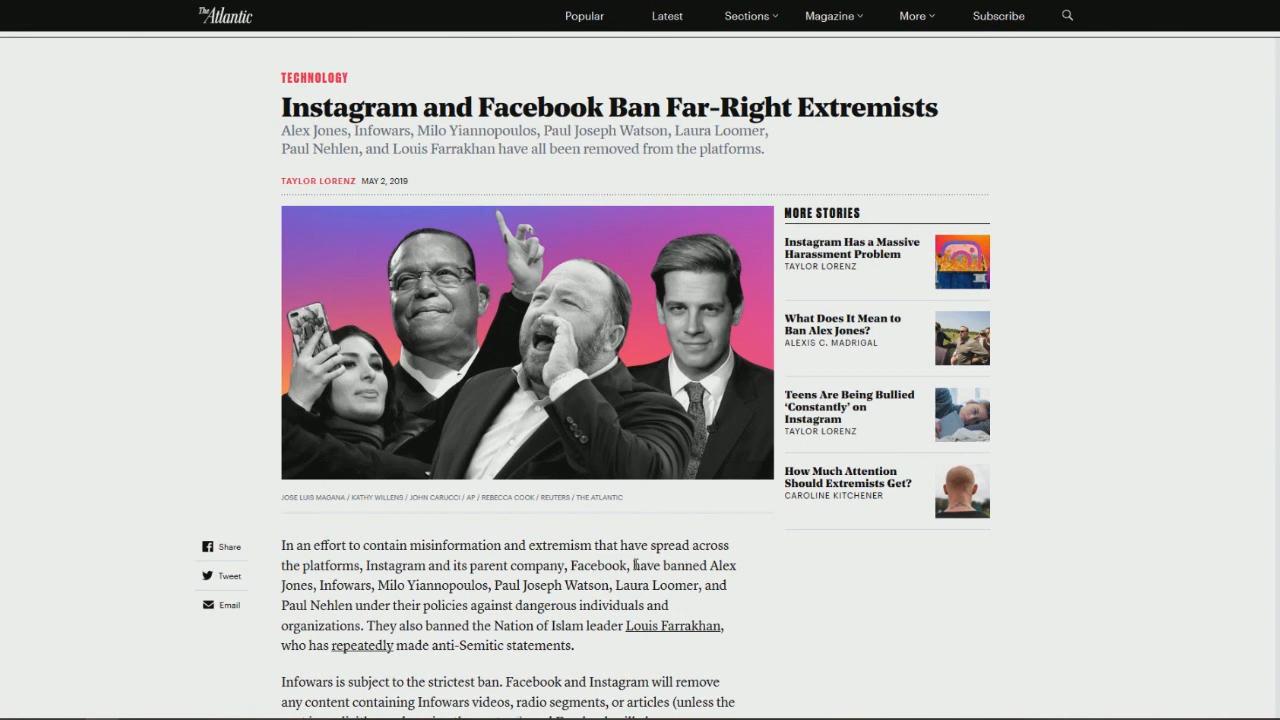 The Atlantic
Popular
Latest
Sections
Magazine
More
Subscribe
TECHNOLOGY
Instagram and Facebook Ban Far-Right Extremists
Alex Jones, Infowars, Milo Yiannopoulos, Paul Joseph Watson, Laura Loomer,
Paul Nehlen, and Louis Farrakhan have all been removed from the platforms.
TAYLOR LORENZ MAY 2, 2019
JOSE LUIS MAGANA / KATHY WILLENS / JOHN CARUCCI / AP / REBECCA COOK / REUTERS / THE ATLANTIC
MORE STORIES
Instagram Has a Massive
Harassment Problem
TAYLOR LORENZ
What Does It Mean to
Ban Alex Jones?
ALEXIS C. MADRIGAL
Teens Are Being Bullied
‘Constantly’ on
Instagram
TAYLOR LORENZ
How Much Attention
Should Extremists Get?
CAROLINE KITCHENER
Share
Tweet
Email
In an effort to contain misinformation and extremism that have spread across
the platforms, Instagram and its parent company, Facebook, have banned Alex
Jones, Infowars, Milo Yiannopoulos, Paul Joseph Watson, Laura Loomer, and
Paul Nehlen under their policies against dangerous individuals and
organizations. They also banned the Nation of Islam leader Louis Farrakhan,
who has repeatedly made anti-Semitic statements.
Infowars is subject to the strictest ban. Facebook and Instagram will remove
any content containing Infowars videos, radio segments, or articles (unless the